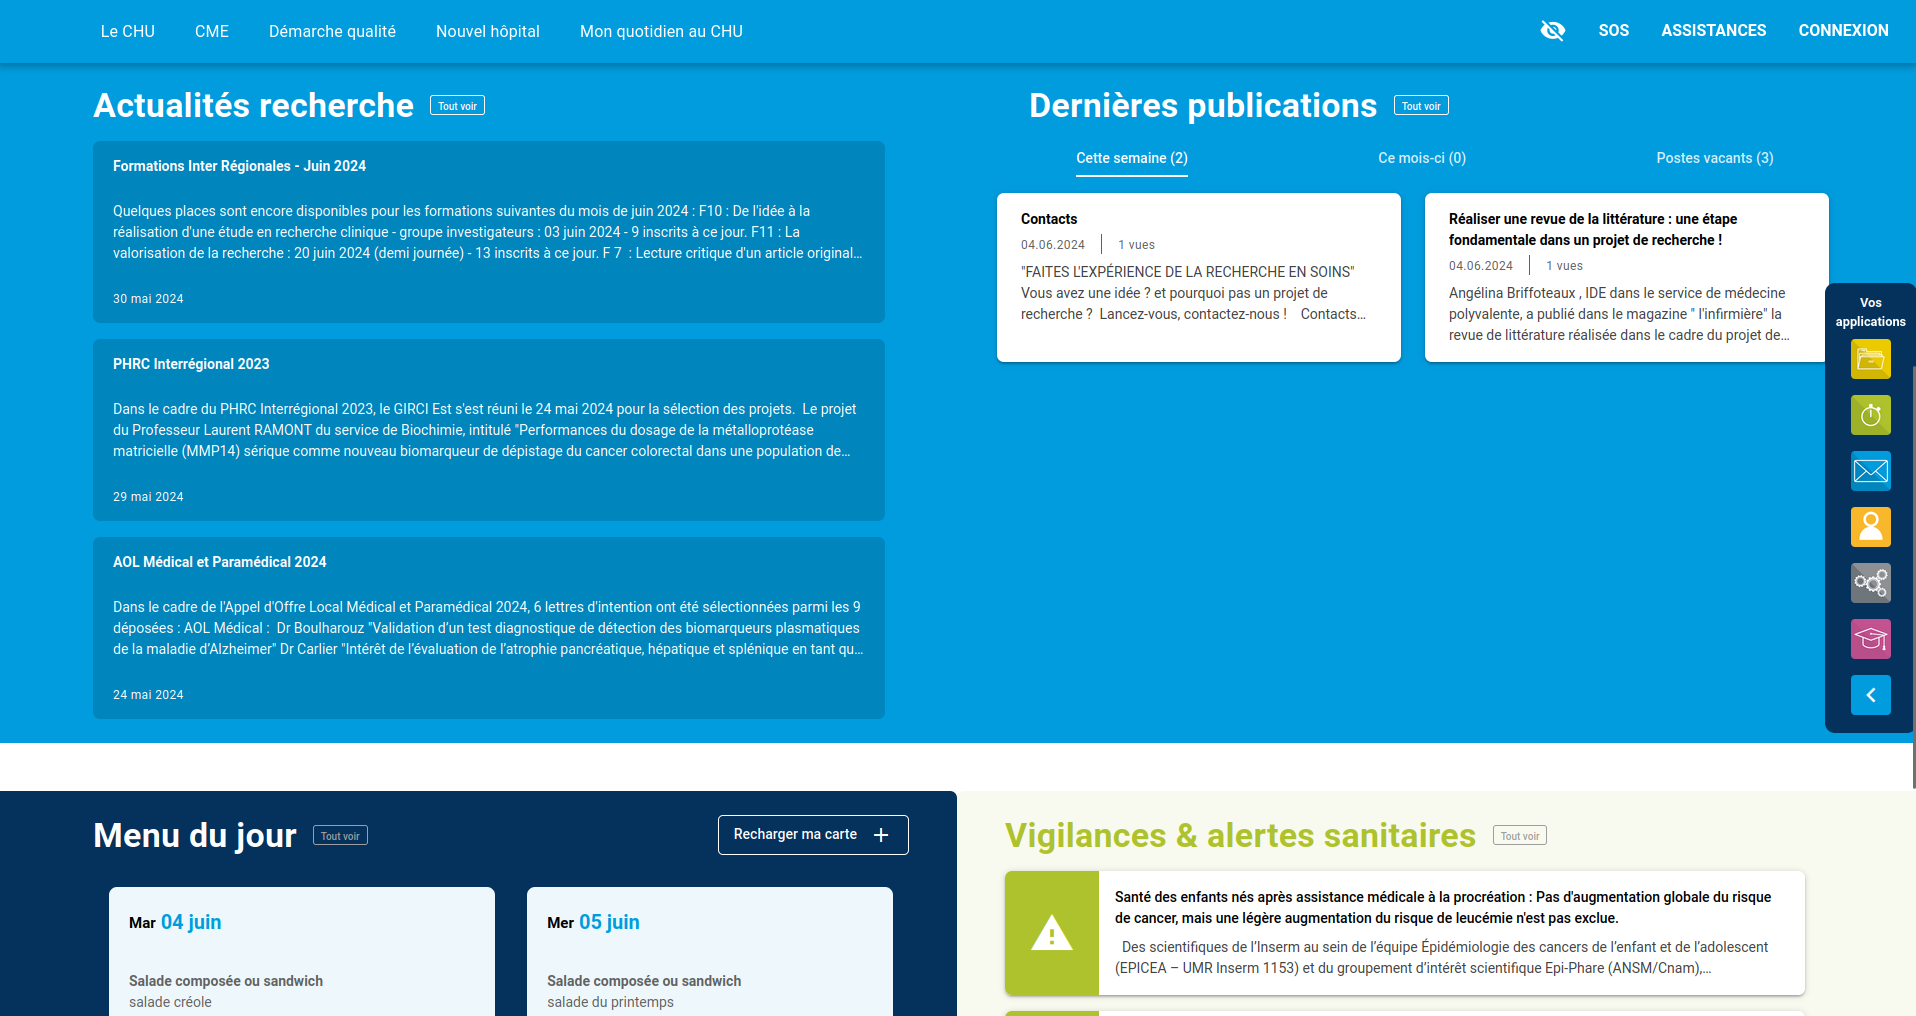 Le CHU
CME
Démarche qualité
Nouvel hôpital
Mon quotidien au CHU
SOS
ASSISTANCES
CONNEXION
Actualités recherche
Tout voir
Formations Inter Régionales - Juin 2024
Quelques places sont encore disponibles pour les formations suivantes du mois de juin 2024 : F10 : De l'idée à la
réalisation d'une étude en recherche clinique - groupe investigateurs : 03 juin 2024 - 9 inscrits à ce jour. F11 : La
valorisation de la recherche : 20 juin 2024 (demi journée) - 13 inscrits à ce jour. F 7  : Lecture critique d'un article original…
30 mai 2024
PHRC Interrégional 2023
Dans le cadre du PHRC Interrégional 2023, le GIRCI Est s'est réuni le 24 mai 2024 pour la sélection des projets.  Le projet
du Professeur Laurent RAMONT du service de Biochimie, intitulé "Performances du dosage de la métalloprotéase
matricielle (MMP14) sérique comme nouveau biomarqueur de dépistage du cancer colorectal dans une population de…
29 mai 2024
AOL Médical et Paramédical 2024
Dans le cadre de l'Appel d'Offre Local Médical et Paramédical 2024, 6 lettres d'intention ont été sélectionnées parmi les 9
déposées : AOL Médical :  Dr Boulharouz "Validation d’un test diagnostique de détection des biomarqueurs plasmatiques
de la maladie d’Alzheimer" Dr Carlier "Intérêt de l’évaluation de l’atrophie pancréatique, hépatique et splénique en tant qu…
24 mai 2024
Dernières publications
Tout voir
Cette semaine (2)
Ce mois-ci (0)
Postes vacants (3)
Contacts
04.06.2024
1 vues
"FAITES L'EXPÉRIENCE DE LA RECHERCHE EN SOINS"
Vous avez une idée ? et pourquoi pas un projet de
recherche ?  Lancez-vous, contactez-nous !    Contacts…
Réaliser une revue de la littérature : une étape
fondamentale dans un projet de recherche !
04.06.2024
1 vues
Angélina Briffoteaux , IDE dans le service de médecine
polyvalente, a publié dans le magazine " l'infirmière" la
revue de littérature réalisée dans le cadre du projet de…
Vos
applications
Menu du jour
Tout voir
Recharger ma carte
Mar 04 juin
Salade composée ou sandwich
salade créole
Mer 05 juin
Salade composée ou sandwich
salade du printemps
Vigilances & alertes sanitaires
Tout voir
Santé des enfants nés après assistance médicale à la procréation : Pas d'augmentation globale du risque
de cancer, mais une légère augmentation du risque de leucémie n'est pas exclue.
Des scientifiques de l’Inserm au sein de l’équipe Épidémiologie des cancers de l’enfant et de l’adolescent
(EPICEA – UMR Inserm 1153) et du groupement d’intérêt scientifique Epi-Phare (ANSM/Cnam),…